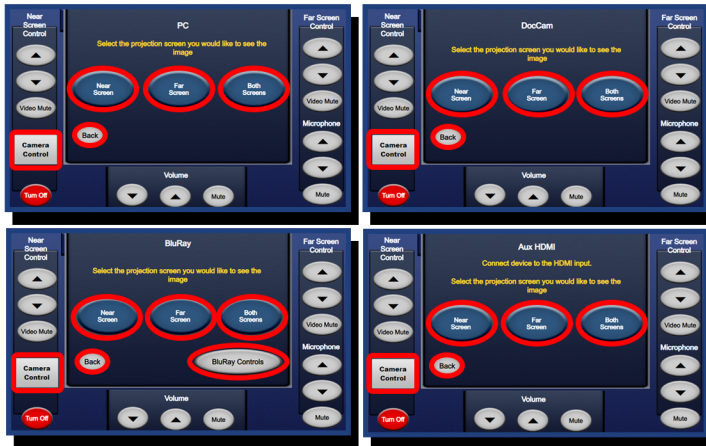 Near
Screen
Control
Video Mute
Camera
Control
Turn Off
PC
Select the projection screen you would like to see the
image
Near
Screen
Far
Screen
Both
Screens
Back
Volume
Mute
Far Screen
Control
Video Mute
Microphone
Mute
Near
Screen
Control
Video Mute
Camera
Control
Turn Off
DocCam
Select the projection screen you would like to see the
image
Near
Screen
Far
Screen
Both
Screens
Back
Volume
Mute
Far Screen
Control
Video Mute
Microphone
Mute
Near
Screen
Control
Video Mute
Camera
Control
Turn Off
BluRay
Select the projection screen you would like to see the
image
Near
Screen
Far
Screen
Both
Screens
Back
BluRay Controls
Volume
Mute
Far Screen
Control
Video Mute
Microphone
Mute
Near
Screen
Control
Video Mute
Camera
Control
Turn Off
Aux HDMI
Connect device to the HDMI input.
Select the projection screen you would like to see the
image
Near
Screen
Far
Screen
Both
Screens
Back
Volume
Mute
Far Screen
Control
Video Mute
Microphone
Mute